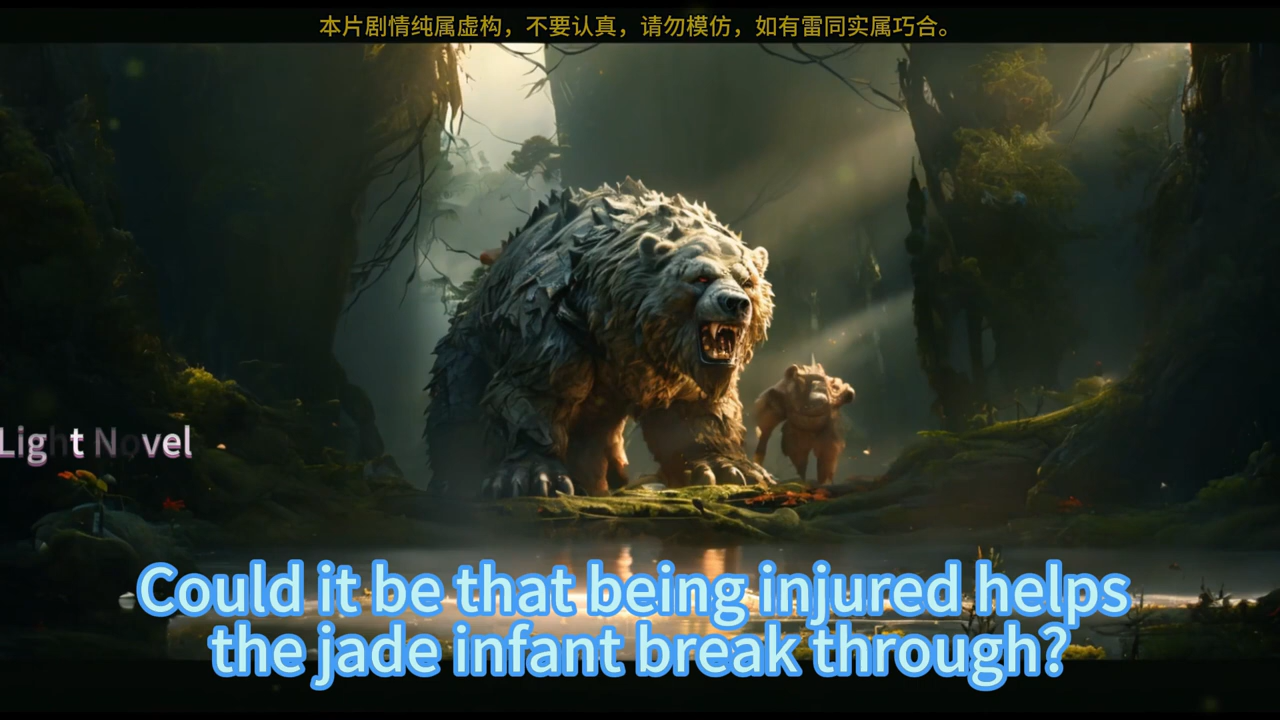 本片剧情纯属虚构，不要认真，请勿模仿，如有雷同实属巧合。
Light Novel
Could it be that being injured helps
the jade infant break through?